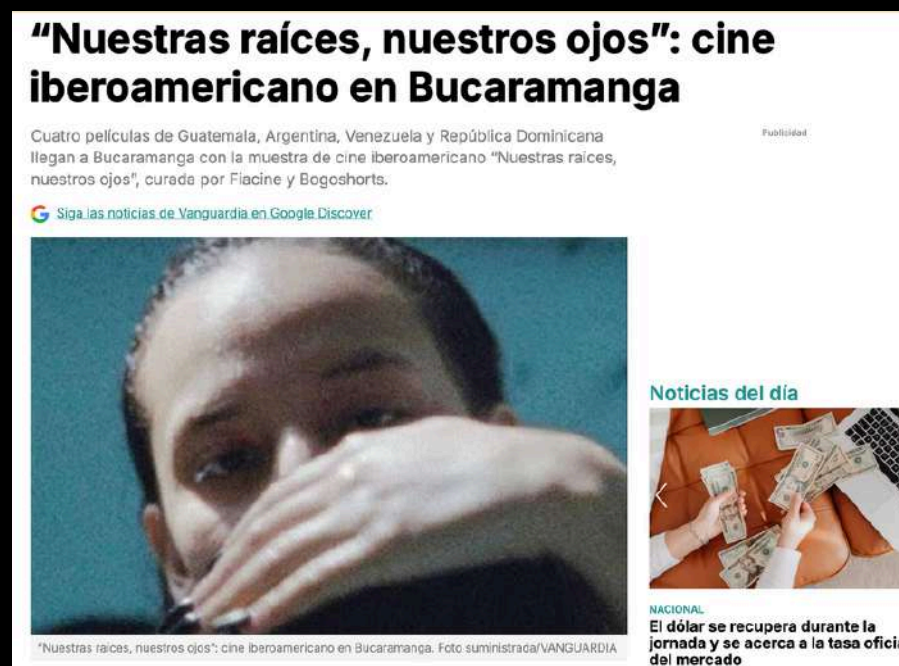 “Nuestras raíces, nuestros ojos”: cine
iberoamericano en Bucaramanga
Cuatro películas de Guatemala, Argentina, Venezuela y República Dominicana
llegan a Bucaramanga con la muestra de cine iberoamericano “Nuestras raíces,
nuestros ojos”, curada por Fiacine y Bogoshorts.
Publicidad
Siga las noticias de Vanguardia en Google Discover
"Nuestras raíces, nuestros ojos": cine iberoamericano en Bucaramanga. Foto suministrada/VANGUARDIA
Noticias del día
NACIONAL
El dólar se recupera durante la
jornada y se acerca a la tasa ofici
del mercado